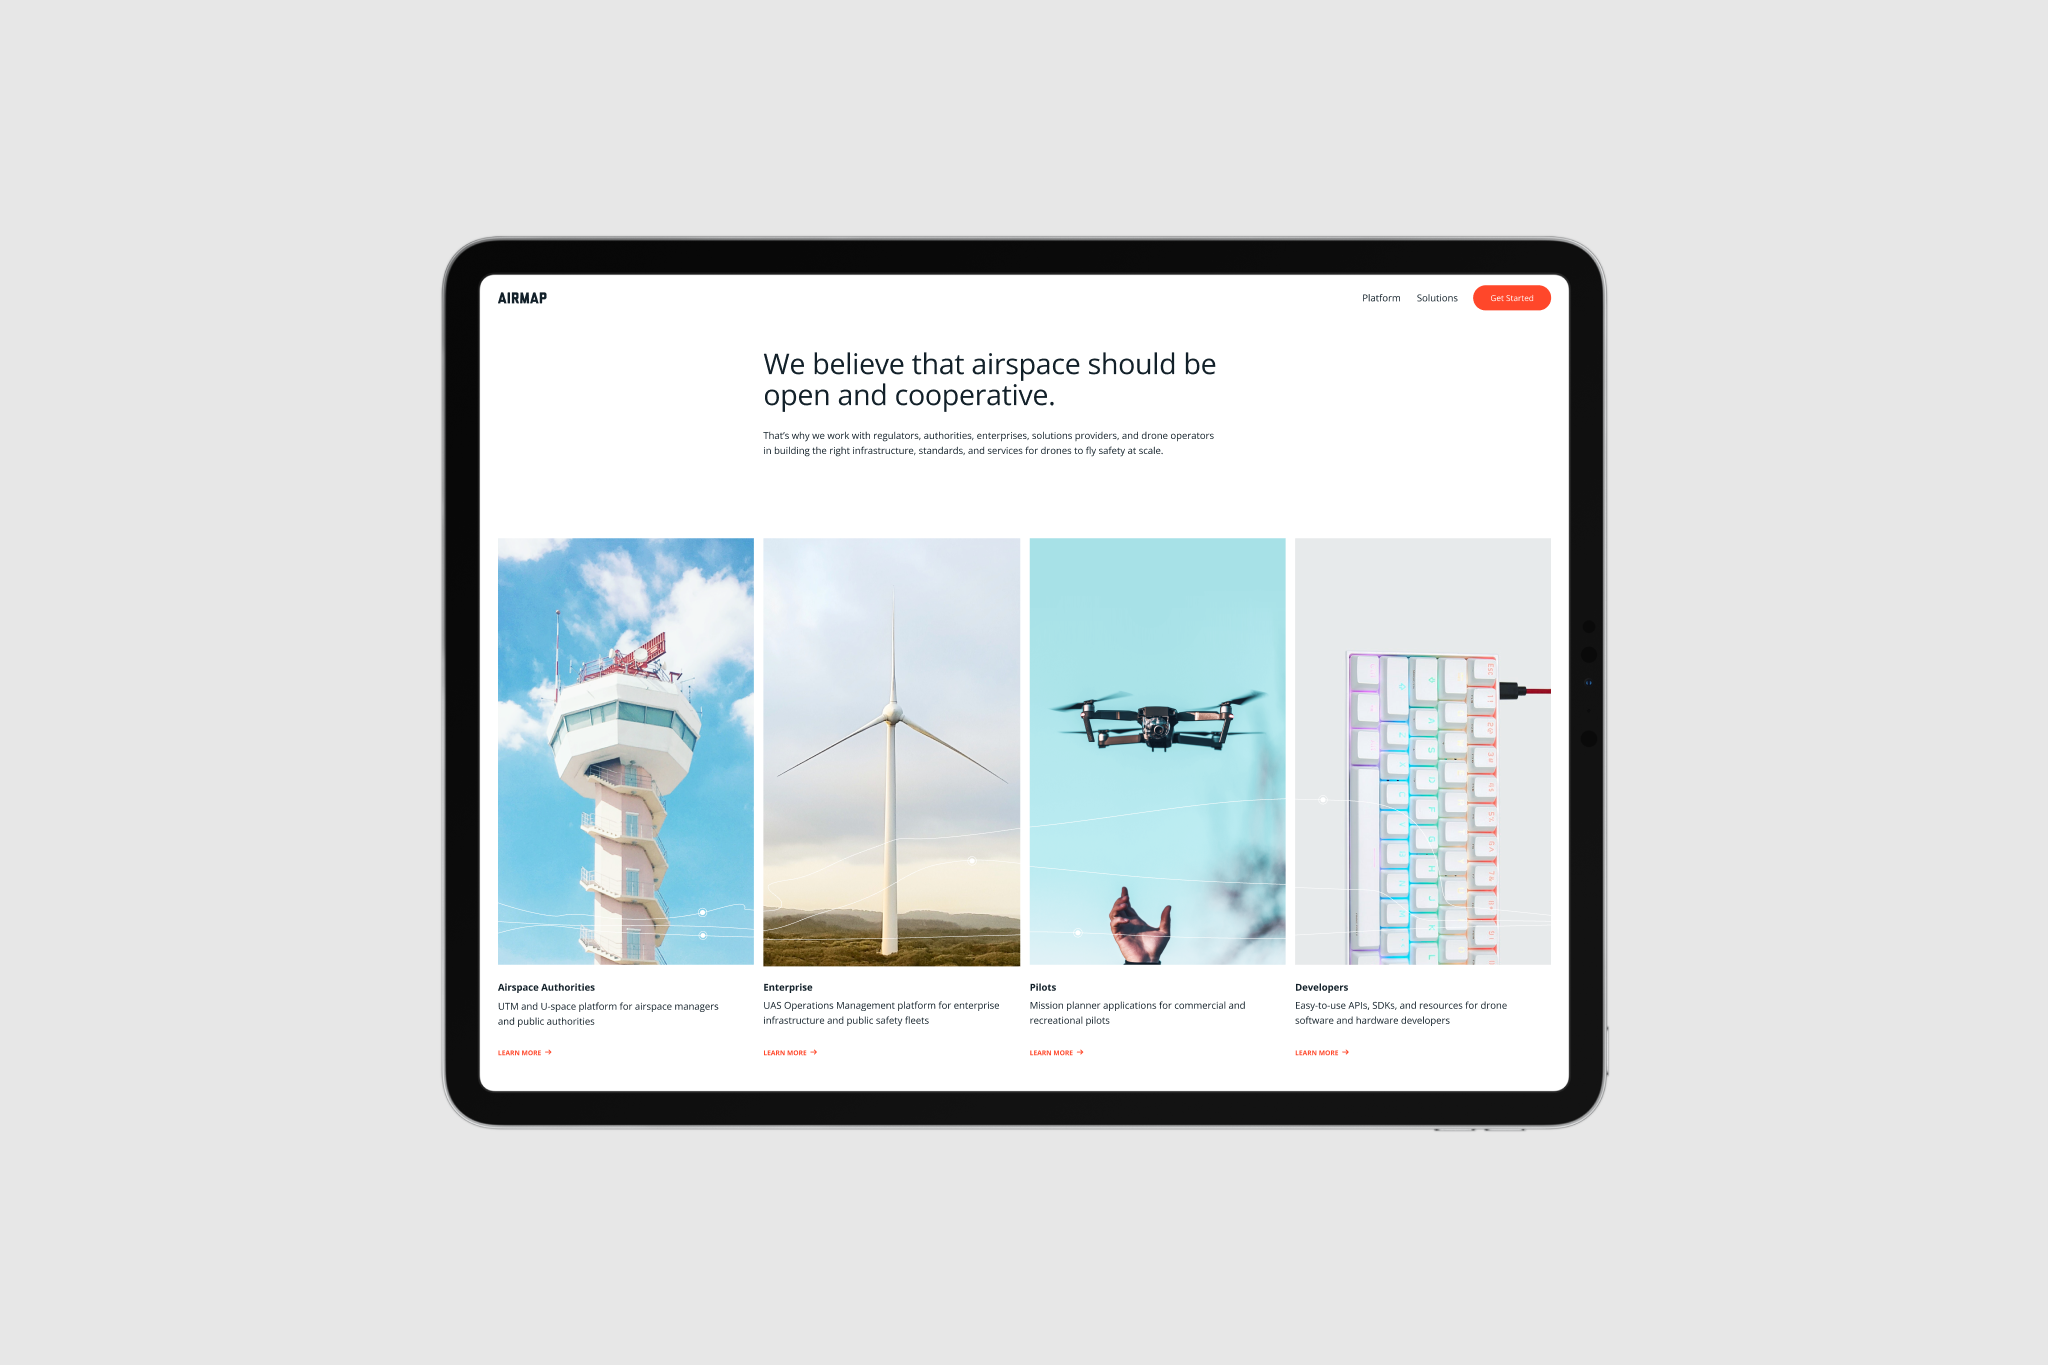 AIRMAP
Platform
Solutions
Get Started
We believe that airspace should be
open and cooperative.
That's why we work with regulators, authorities, enterprises, solutions providers, and drone operators
in building the right infrastructure, standards, and services for drones to fly safety at scale.
Airspace Authorities
UTM and U-space platform for airspace managers
and public authorities
LEARN MORE →
Enterprise
UAS Operations Management platform for enterprise
infrastructure and public safety fleets
LEARN MORE →
Pilots
Mission planner applications for commercial and
recreational pilots
LEARN MORE →
Developers
Easy-to-use APIs, SDKs, and resources for drone
software and hardware developers
LEARN MORE →